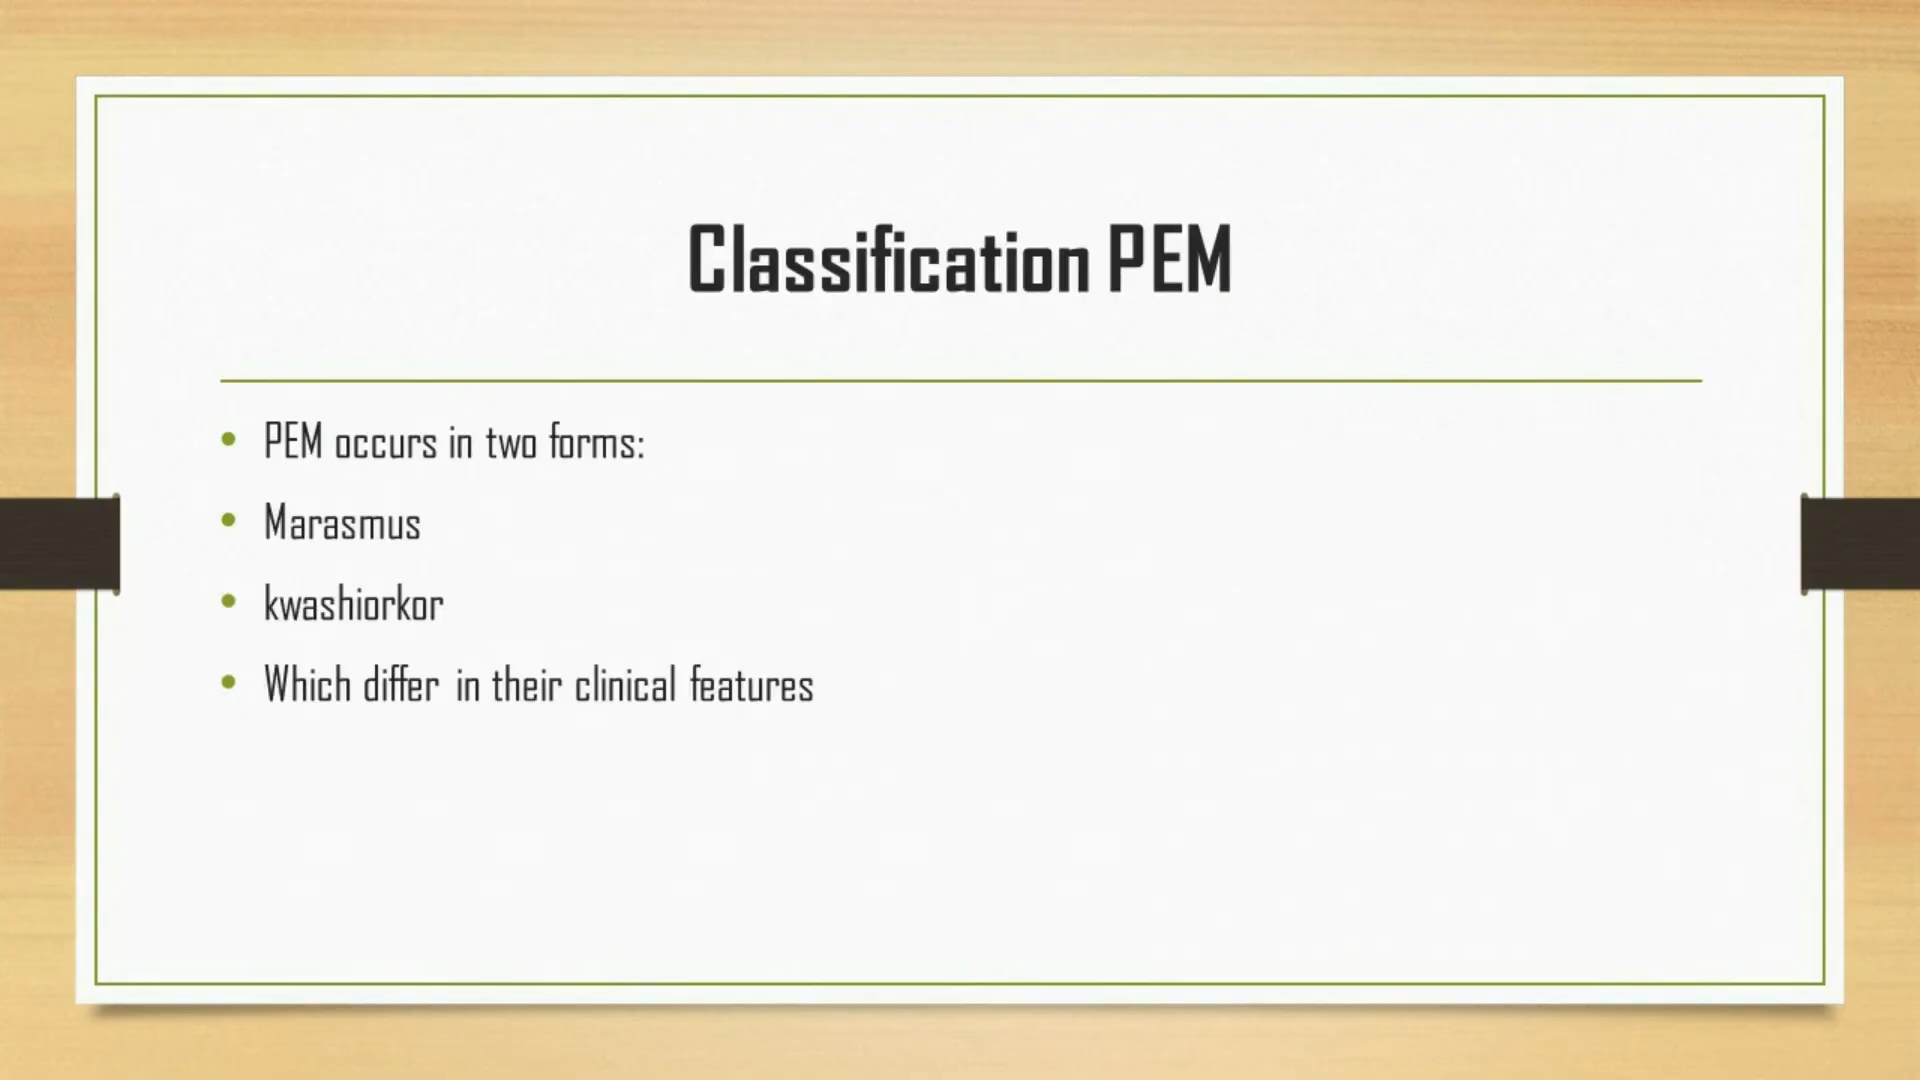 Classification PEM
• PEM occurs in two forms:
• Marasmus
• kwashiorkor
• Which differ in their clinical features